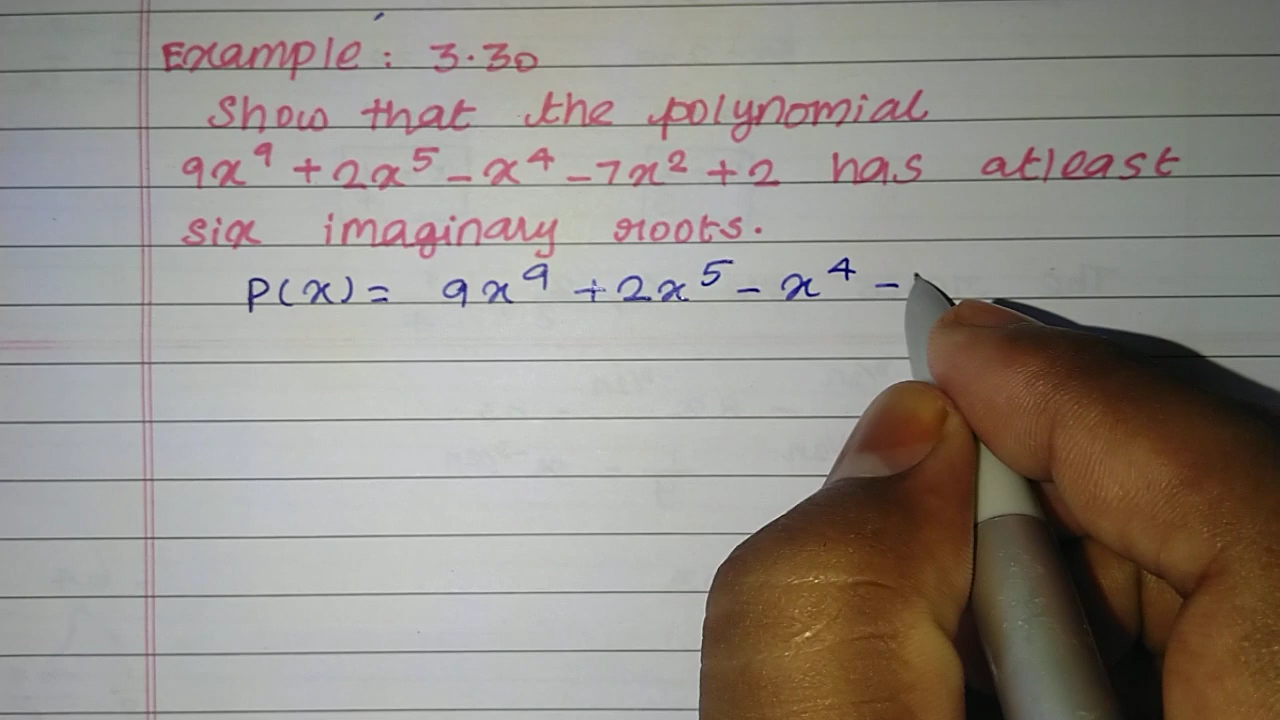 Example: 3.30
Show that the polynomial
9x⁹ + 2x⁵ - x⁴ - 7x² + 2 has atleast
six imaginary roots.
P(x) = 9x⁹ + 2x⁵ - x⁴ -